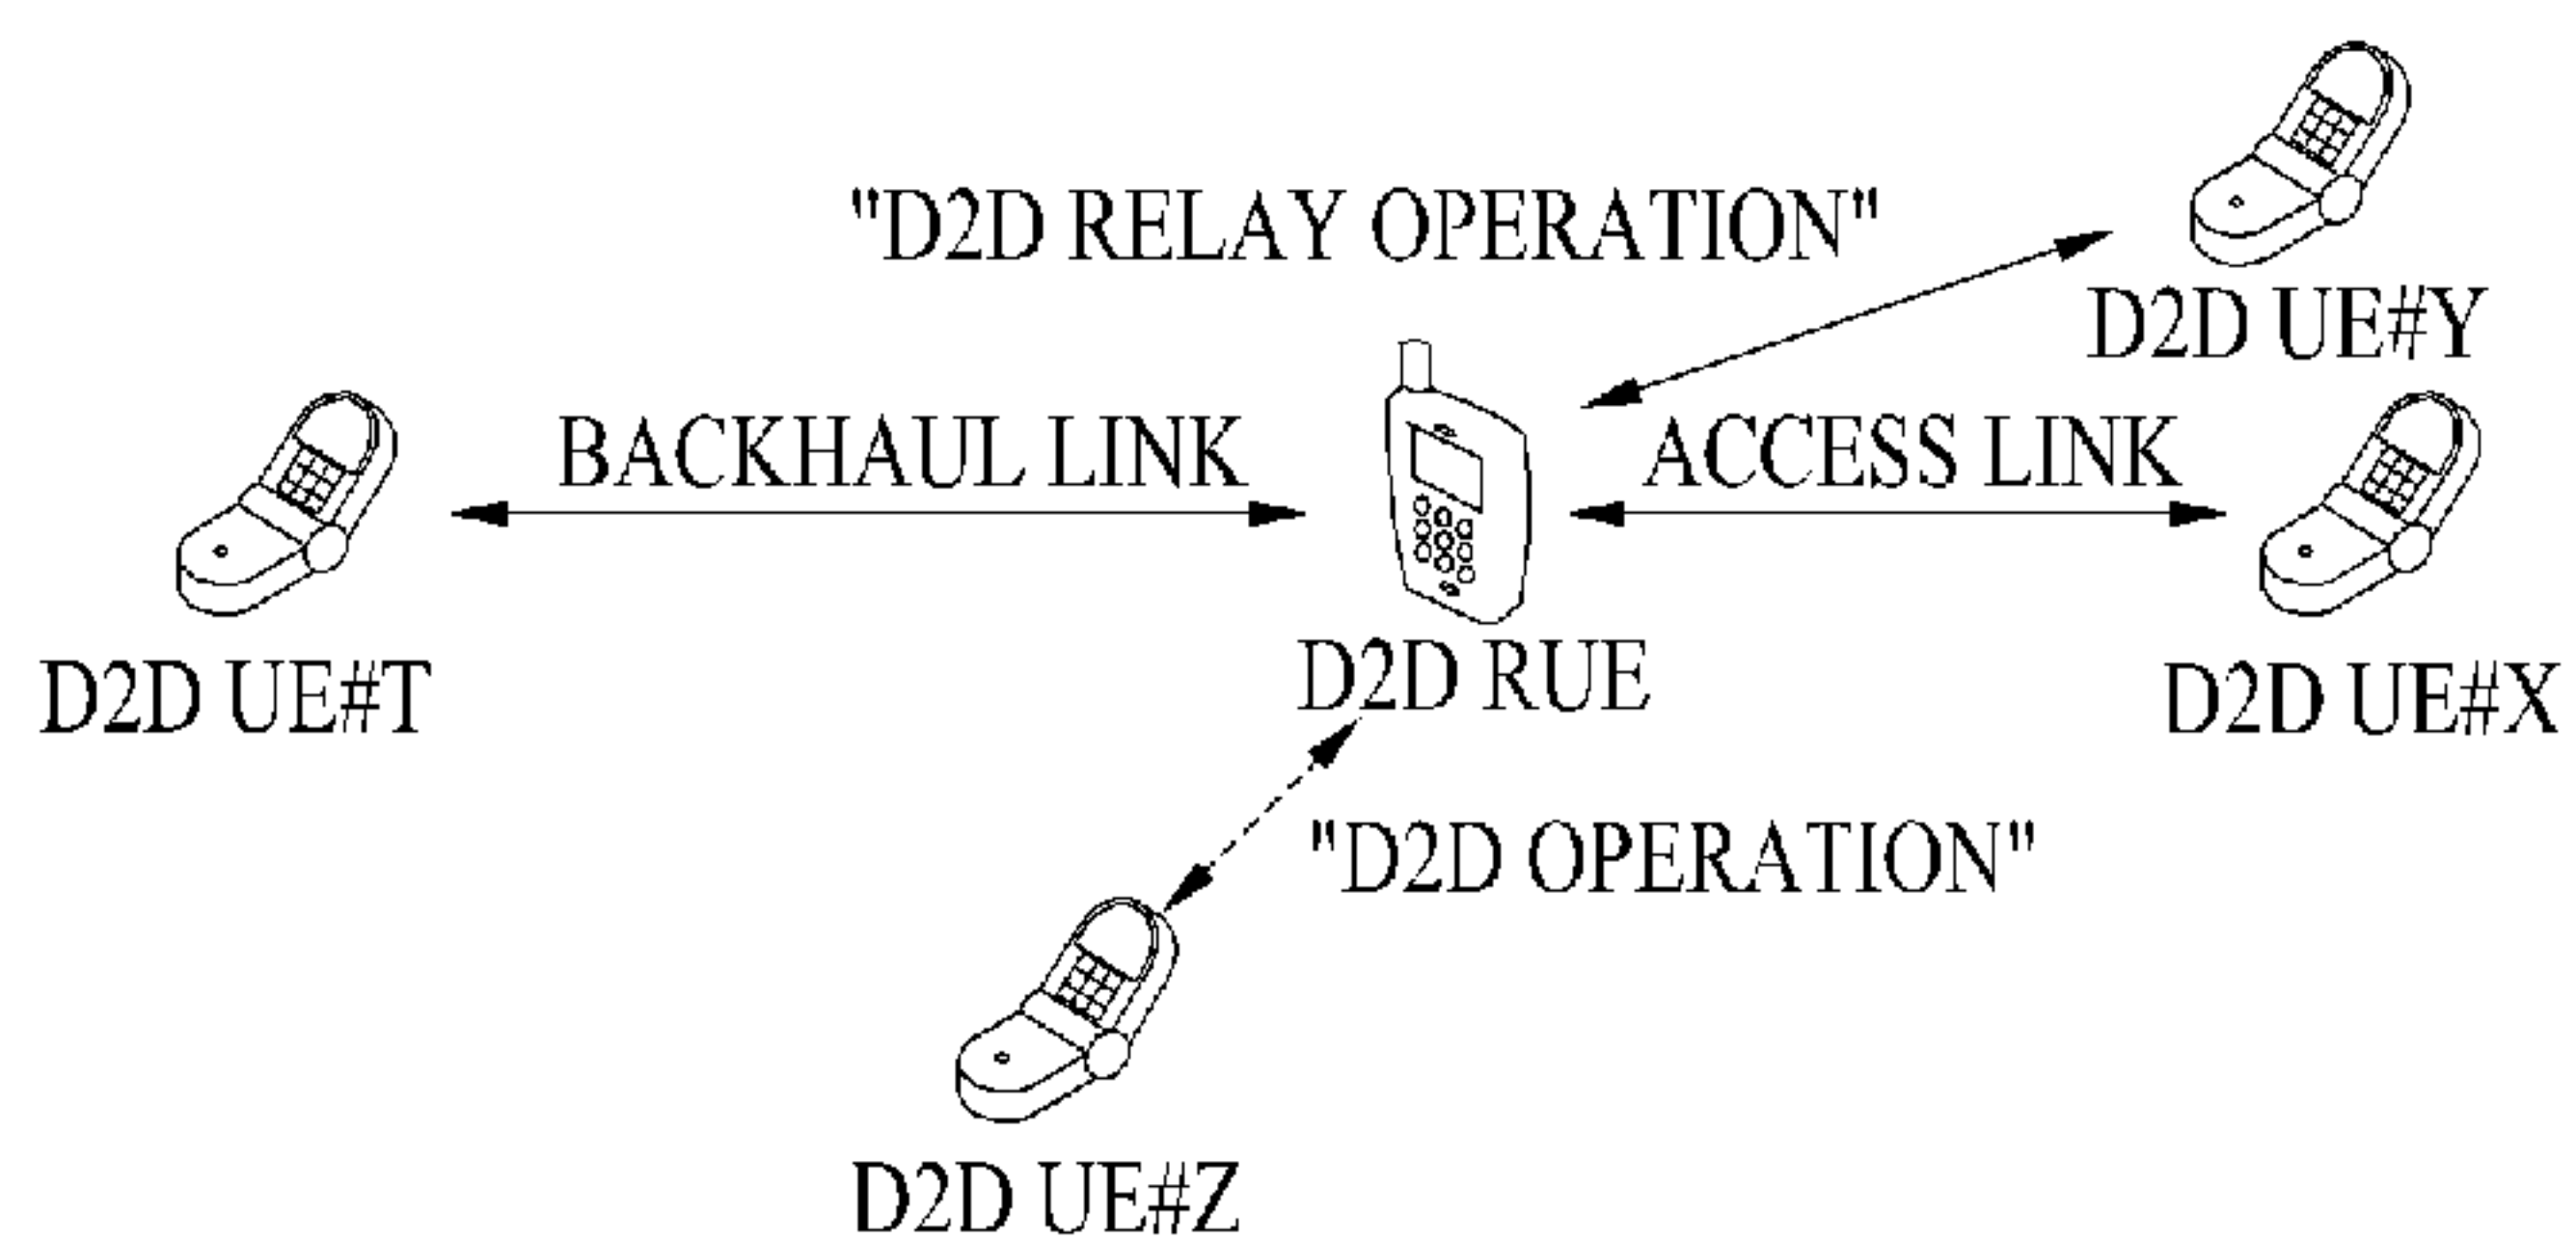 "D2D RELAY OPERATION"
D2D UE#Y
BACKHAUL LINK
ACCESS LINK
D2D UE#T
D2D RUE
D2D UE#X
"D2D OPERATION"
D2D UE#Z